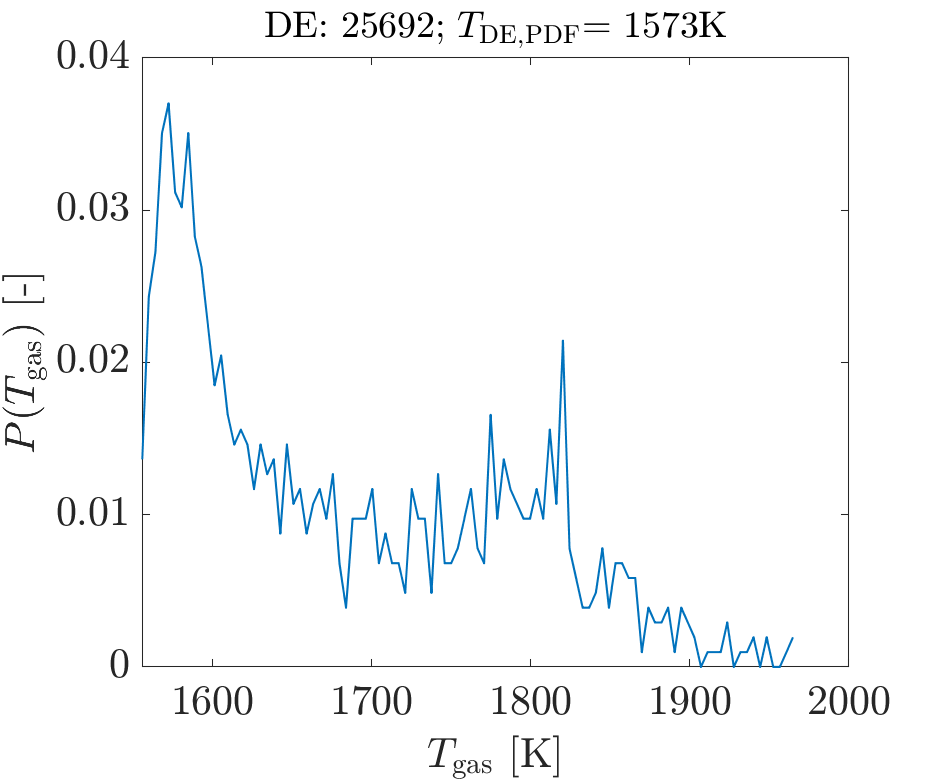 DE: 25692; T_DE,PDF= 1573K
0.04
0.03
0.02
0.01
0
P(T_gas) [-]
1600 1700 1800 1900 2000
T_gas [K]